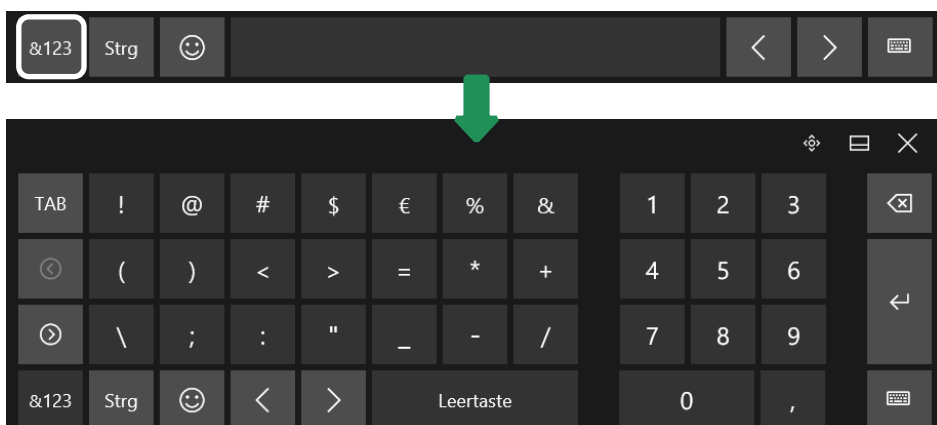 &123 Strg
TAB ! @ # $ € % & 1 2 3
( ) < > = * + 4 5 6
\ ; : " _ - / 7 8 9
&123 Strg Leertaste 0 ,